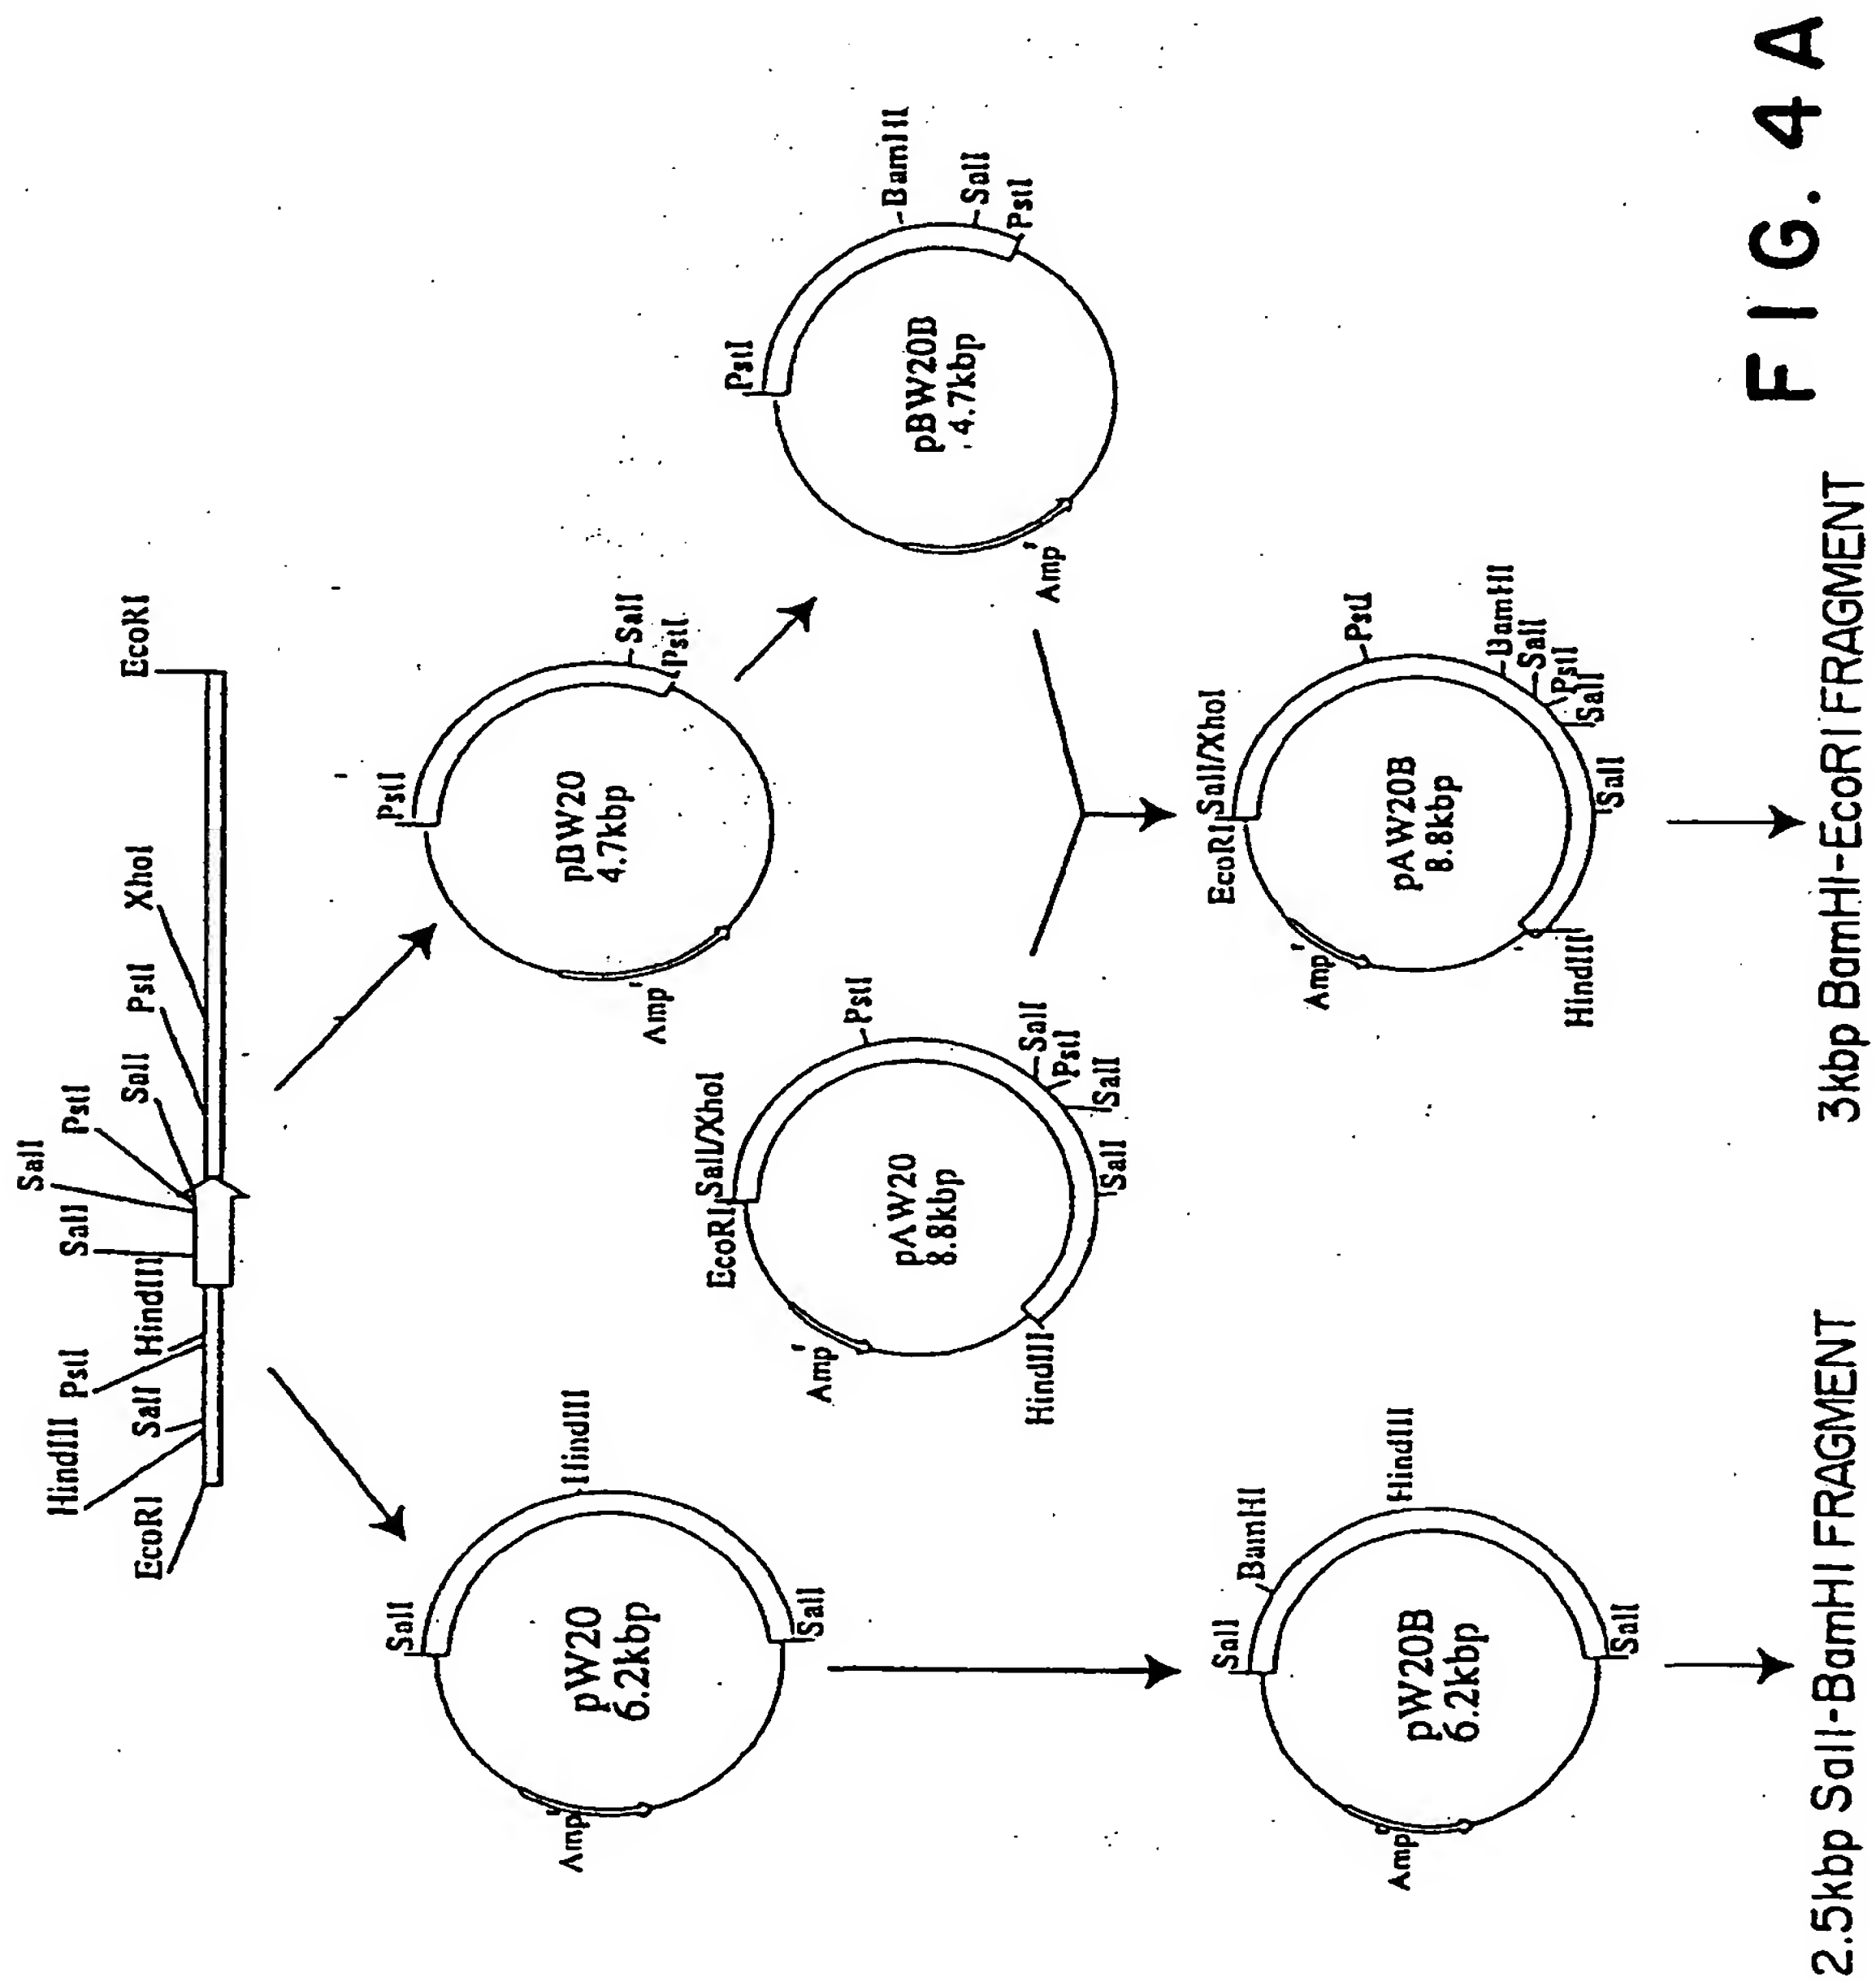 EcoRI
HindIII
SalI
PstI
HindIII
SalI
SalI
PstI
SalI
PstI
XhoI
EcoRI
SalI
HindIII
SalI
Amp'
pW20
6.2kbp
PstI
SalI
PstI
Amp'
pBW20
4.7kbp
EcoRI
SalI/XhoI
PstI
SalI
PstI
SalI
SalI
HindIII
Amp'
pAW20
8.8kbp
PstI
BamHI
SalI
PstI
Amp'
pBW20B
4.7kbp
SalI
BamHI
HindIII
SalI
Amp'
pW20B
6.2kbp
EcoRI
SalI/XhoI
PstI
BamHI
SalI
PstI
SalI
SalI
HindIII
Amp'
pAW20B
8.8kbp
2.5kbp SalI-BamHI FRAGMENT
3kbp BamHI-EcoRI FRAGMENT
FIG. 4A